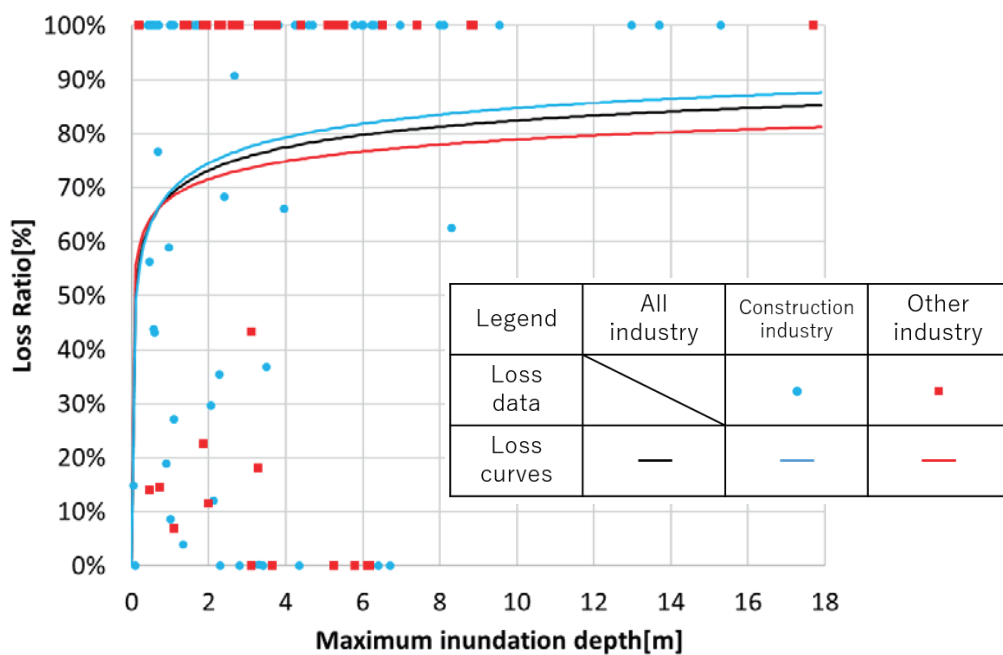 100%
90%
80%
70%
60%
50%
40%
30%
20%
10%
0%
Loss Ratio[%]
0 2 4 6 8 10 12 14 16 18
Maximum inundation depth[m]
Legend
All
industry
Construction
industry
Other
industry
Loss
data
Loss
curves